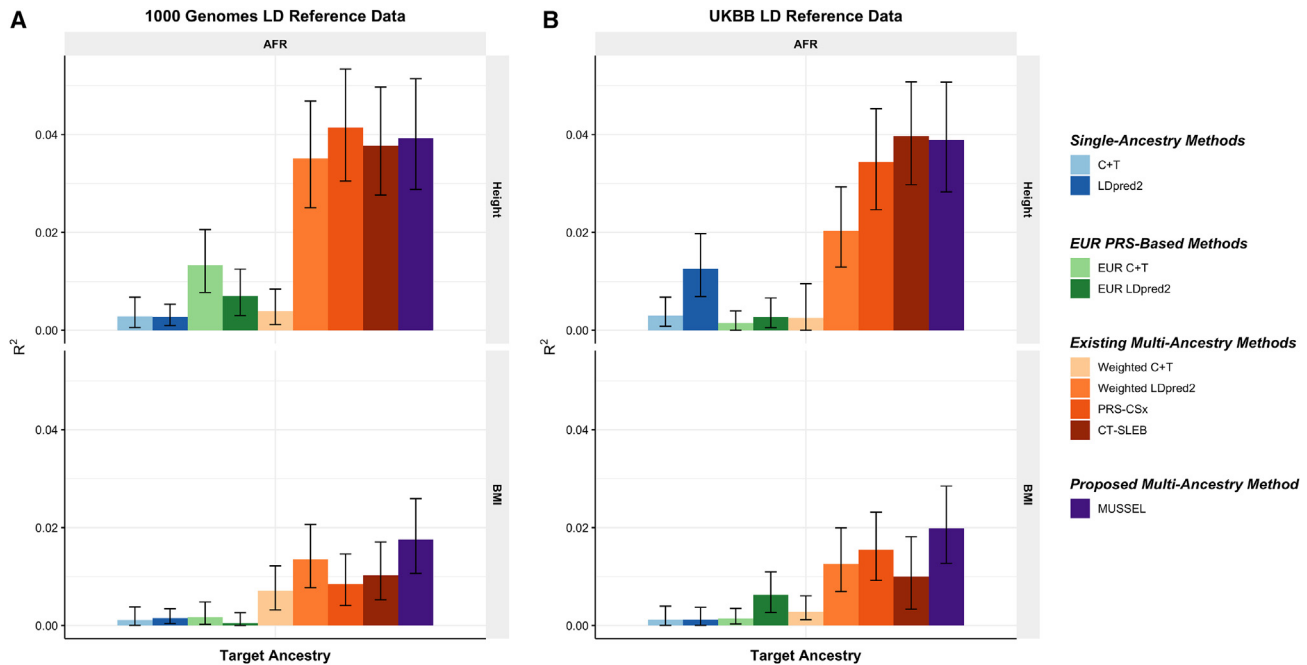 A
1000 Genomes LD Reference Data
AFR
0.04
0.02
0.00
Height
R²
0.04
0.02
0.00
BMI
Target Ancestry
B
UKBB LD Reference Data
AFR
0.04
0.02
0.00
Height
R²
0.04
0.02
0.00
BMI
Target Ancestry
Single-Ancestry Methods
C+T
LDpred2
EUR PRS-Based Methods
EUR C+T
EUR LDpred2
Existing Multi-Ancestry Methods
Weighted C+T
Weighted LDpred2
PRS-CSx
CT-SLEB
Proposed Multi-Ancestry Method
MUSSEL